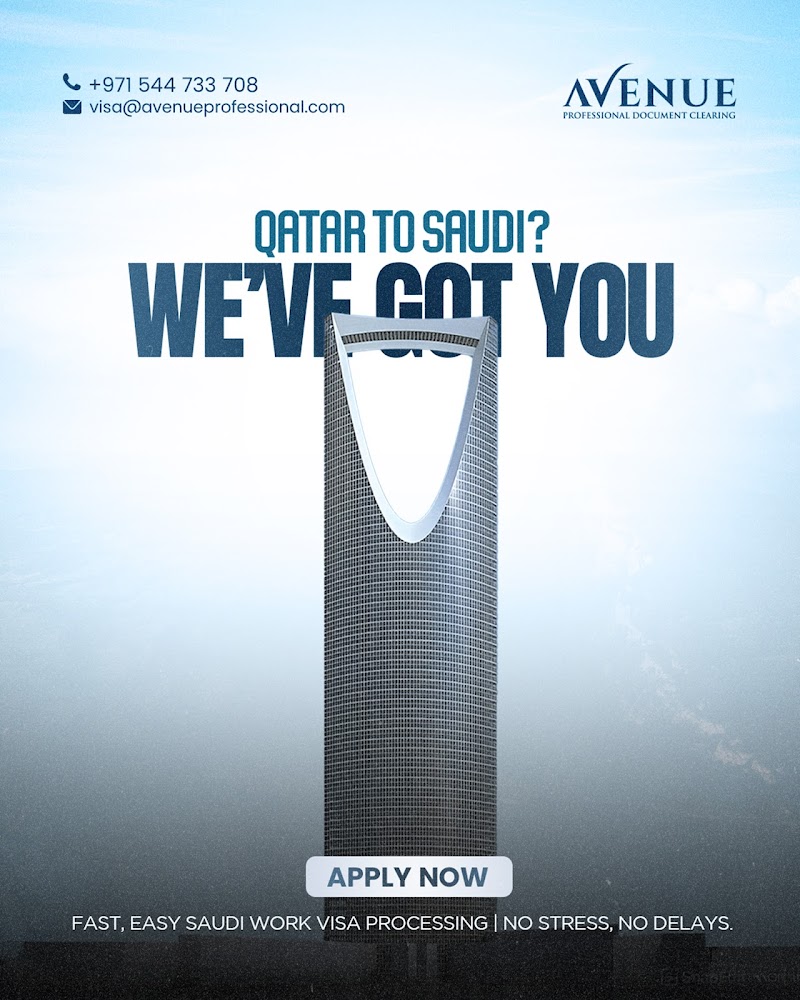 +971 544 733 708
visa@avenueprofessional.com
AVENUE
PROFESSIONAL DOCUMENT CLEARING
QATAR TO SAUDI?
WE'VE GOT YOU
APPLY NOW
FAST, EASY SAUDI WORK VISA PROCESSING | NO STRESS, NO DELAYS.